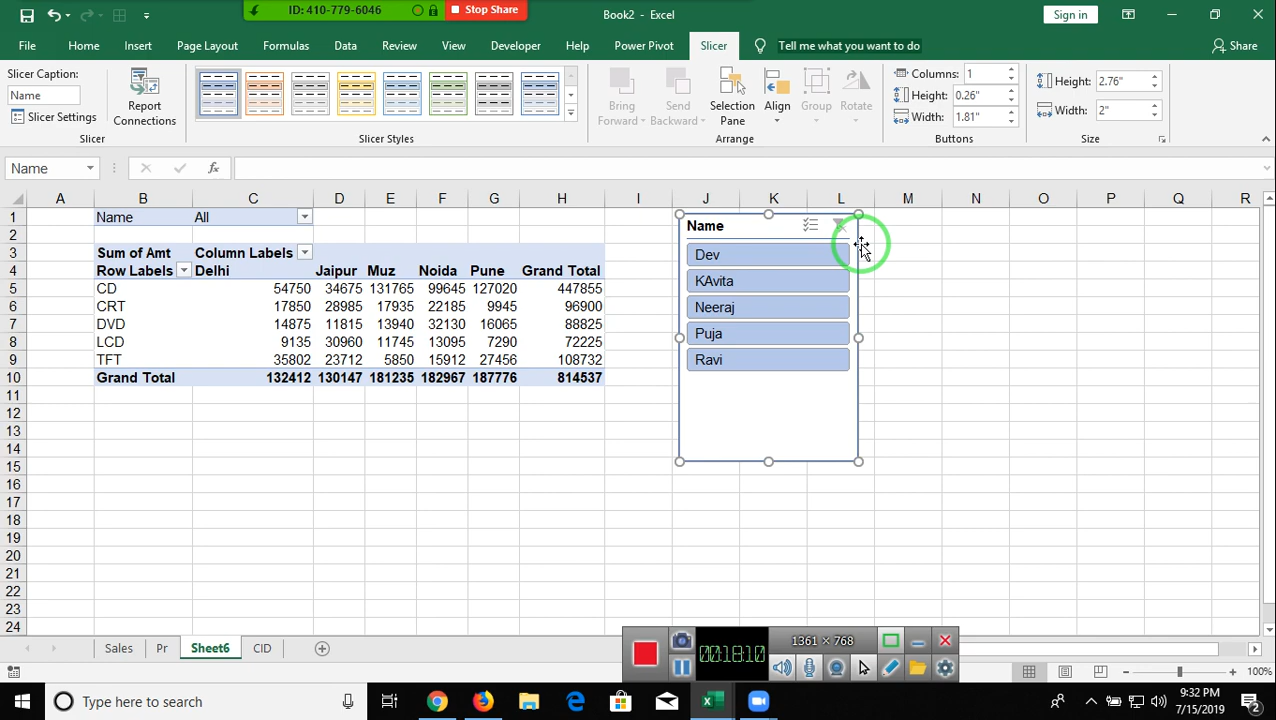 ID: 410-779-6046 Stop Share
Book2 - Excel
Sign in
File Home Insert Page Layout Formulas Data Review View Developer Help Power Pivot Slicer Tell me what you want to do Share
Slicer Caption:
Name
Slicer Settings
Report Connections
Bring Forward
Send Backward
Selection Pane
Align
Group
Rotate
Columns: 1
Height: 0.26"
Width: 1.81"
Height: 2.76"
Width: 2"
Slicer Slicer Styles Arrange Buttons Size
Name fx
A B C D E F G H I J K L M N O P Q R
1 Name All
2
3 Sum of Amt Column Labels
4 Row Labels Delhi Jaipur Muz Noida Pune Grand Total
5 CD 54750 34675 131765 99645 127020 447855
6 CRT 17850 28985 17935 22185 9945 96900
7 DVD 14875 11815 13940 32130 16065 88825
8 LCD 9135 30960 11745 13095 7290 72225
9 TFT 35802 23712 5850 15912 27456 108732
10 Grand Total 132412 130147 181235 182967 187776 814537
11
12
13
14
15
16
17
18
19
20
21
22
23
24
Name
Dev
KAvita
Neeraj
Puja
Ravi
Sales Pr Sheet6 CID
00:18:10
1361 × 768
100%
Type here to search
9:32 PM
7/15/2019
2